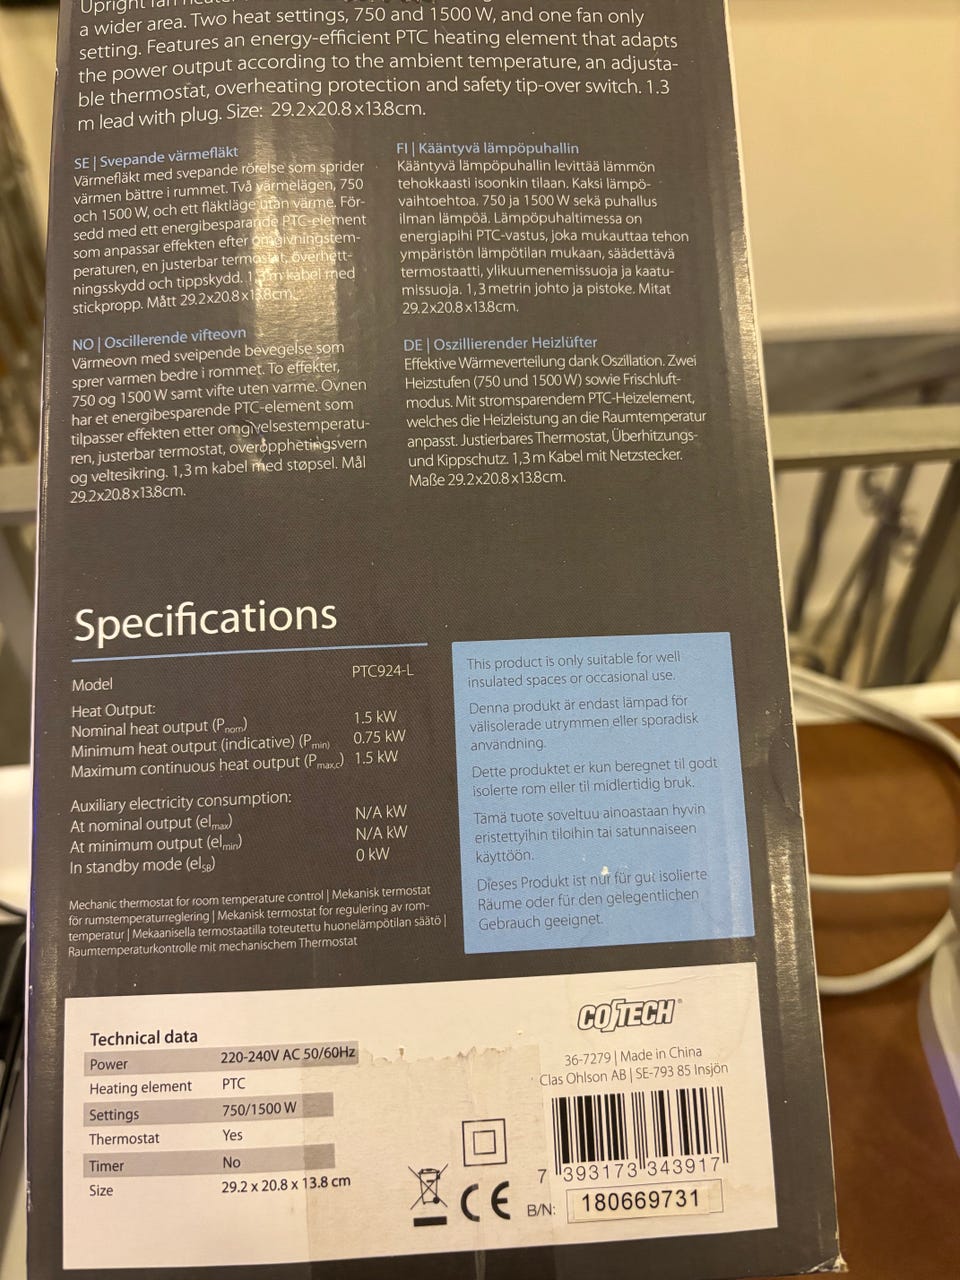 Upright fan heater
a wider area. Two heat settings, 750 and 1500 W, and one fan only
setting. Features an energy-efficient PTC heating element that adapts
the power output according to the ambient temperature, an adjusta-
ble thermostat, overheating protection and safety tip-over switch. 1.3
m lead with plug. Size: 29.2x20.8x13.8cm.
SE | Svepande värmefläkt
Värmefläkt med svepande rörelse som sprider
värmen bättre i rummet. Två värmelägen, 750
och 1500 W, och ett fläktläge utan värme. För-
sedd med ett energibesparande PTC-element
som anpassar effekten efter omgivningstem-
peraturen, en justerbar termostat, överhett-
ningsskydd och tippskydd. 1,3 m kabel med
stickpropp. Mått 29.2x20.8x13.8cm.
FI | Kääntyvä lämpöpuhallin
Kääntyvä lämpöpuhallin levittää lämmön
tehokkaasti isoonkin tilaan. Kaksi lämpö-
vaihtoehtoa. 750 ja 1500 W sekä puhallus
ilman lämpöä. Lämpöpuhaltimessa on
energiapihi PTC-vastus, joka mukauttaa tehon
ympäristön lämpötilan mukaan, säädettävä
termostaatti, ylikuumenemissuoja ja kaatu-
missuoja. 1,3 metrin johto ja pistoke. Mitat
29.2x20.8x13.8cm.
NO | Oscillerende vifteovn
Värmeovn med sveipende bevegelse som
sprer varmen bedre i rommet. To effekter,
750 og 1500 W samt vifte uten varme. Ovnen
har et energibesparende PTC-element som
tilpasser effekten etter omgivelsestemperatu-
ren, justerbar termostat, overopphetingsvern
og veltesikring. 1,3 m kabel med støpsel. Mål
29.2x20.8x13.8cm.
DE | Oszillierender Heizlüfter
Effektive Wärmeverteilung dank Oszillation. Zwei
Heizstufen (750 und 1500 W) sowie Frischluft-
modus. Mit stromsparendem PTC-Heizelement,
welches die Heizleistung an die Raumtemperatur
anpasst. Justierbares Thermostat, Überhitzungs-
und Kippschutz. 1,3 m Kabel mit Netzstecker.
Maße 29.2x20.8x13.8cm.
Specifications
Model PTC924-L
Heat Output:
Nominal heat output (Pnom) 1.5 kW
Minimum heat output (indicative) (Pmin) 0.75 kW
Maximum continuous heat output (Pmax,c) 1.5 kW
Auxiliary electricity consumption:
At nominal output (elmax) N/A kW
At minimum output (elmin) N/A kW
In standby mode (elSB) 0 kW
Mechanic thermostat for room temperature control | Mekanisk termostat
för rumstemperaturreglering | Mekanisk termostat for regulering av rom-
temperatur | Mekaanisella termostaatilla toteutettu huonelämpötilan säätö |
Raumtemperaturkontrolle mit mechanischem Thermostat
This product is only suitable for well
insulated spaces or occasional use.
Denna produkt är endast lämpad för
välisolerade utrymmen eller sporadisk
användning.
Dette produktet er kun beregnet til godt
isolerte rom eller til midlertidig bruk.
Tämä tuote soveltuu ainoastaan hyvin
eristettyihin tiloihin tai satunnaiseen
käyttöön.
Dieses Produkt ist nur für gut isolierte
Räume oder für den gelegentlichen
Gebrauch geeignet.
Technical data
Power 220-240V AC 50/60Hz
Heating element PTC
Settings 750/1500 W
Thermostat Yes
Timer No
Size 29.2 x 20.8 x 13.8 cm
COTECH®
36-7279 | Made in China
Clas Ohlson AB | SE-793 85 Insjön
7 393173 343917
CE
B/N: 180669731